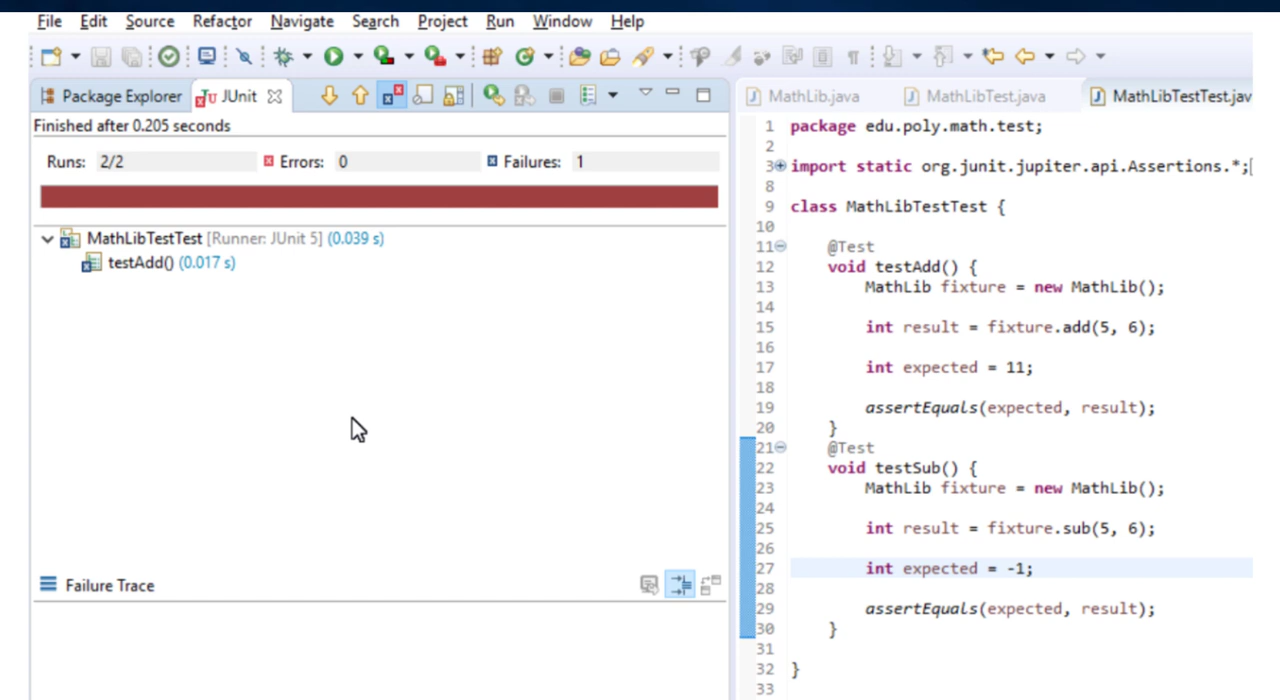 File Edit Source Refactor Navigate Search Project Run Window Help
Package Explorer JUnit
Finished after 0.205 seconds
Runs: 2/2 Errors: 0 Failures: 1
MathLibTestTest [Runner: JUnit 5] (0.039 s)
testAdd() (0.017 s)
Failure Trace
MathLib.java MathLibTest.java MathLibTestTest.jav
1 package edu.poly.math.test;
2
3 import static org.junit.jupiter.api.Assertions.*;
8
9 class MathLibTestTest {
10
11 @Test
12 void testAdd() {
13 MathLib fixture = new MathLib();
14
15 int result = fixture.add(5, 6);
16
17 int expected = 11;
18
19 assertEquals(expected, result);
20 }
21 @Test
22 void testSub() {
23 MathLib fixture = new MathLib();
24
25 int result = fixture.sub(5, 6);
26
27 int expected = -1;
28
29 assertEquals(expected, result);
30 }
31
32 }
33